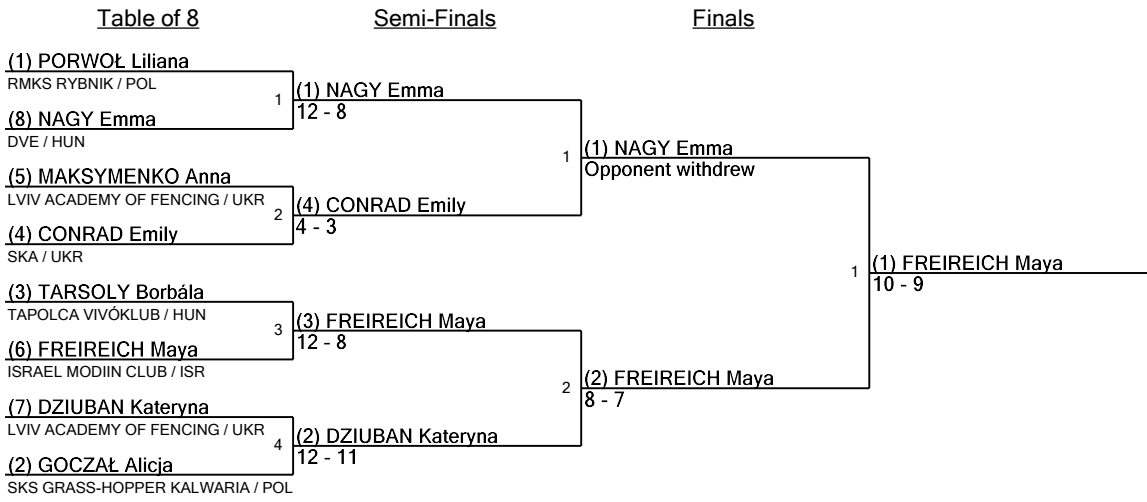 Table of 8
Semi-Finals
Finals
(1) PORWOŁ Liliana
RMKS RYBNIK / POL
1
(8) NAGY Emma
DVE / HUN
(1) NAGY Emma
12 - 8
(5) MAKSYMENKO Anna
LVIV ACADEMY OF FENCING / UKR
2
(4) CONRAD Emily
SKA / UKR
(4) CONRAD Emily
4 - 3
1
(1) NAGY Emma
Opponent withdrew
(3) TARSOLY Borbála
TAPOLCA VIVÓKLUB / HUN
3
(6) FREIREICH Maya
ISRAEL MODIIN CLUB / ISR
(3) FREIREICH Maya
12 - 8
(7) DZIUBAN Kateryna
LVIV ACADEMY OF FENCING / UKR
4
(2) GOCZAŁ Alicja
SKS GRASS-HOPPER KALWARIA / POL
(2) DZIUBAN Kateryna
12 - 11
2
(2) FREIREICH Maya
8 - 7
1
(1) FREIREICH Maya
10 - 9